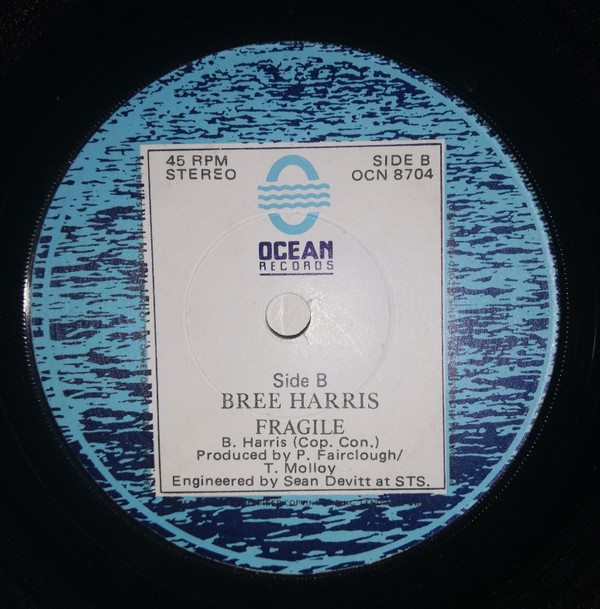 45 RPM
STEREO
SIDE B
OCN 8704
OCEAN
RECORDS
Side B
BREE HARRIS
FRAGILE
B. Harris (Cop. Con.)
Produced by P. Fairclough/
T. Molloy
Engineered by Sean Devitt at STS.